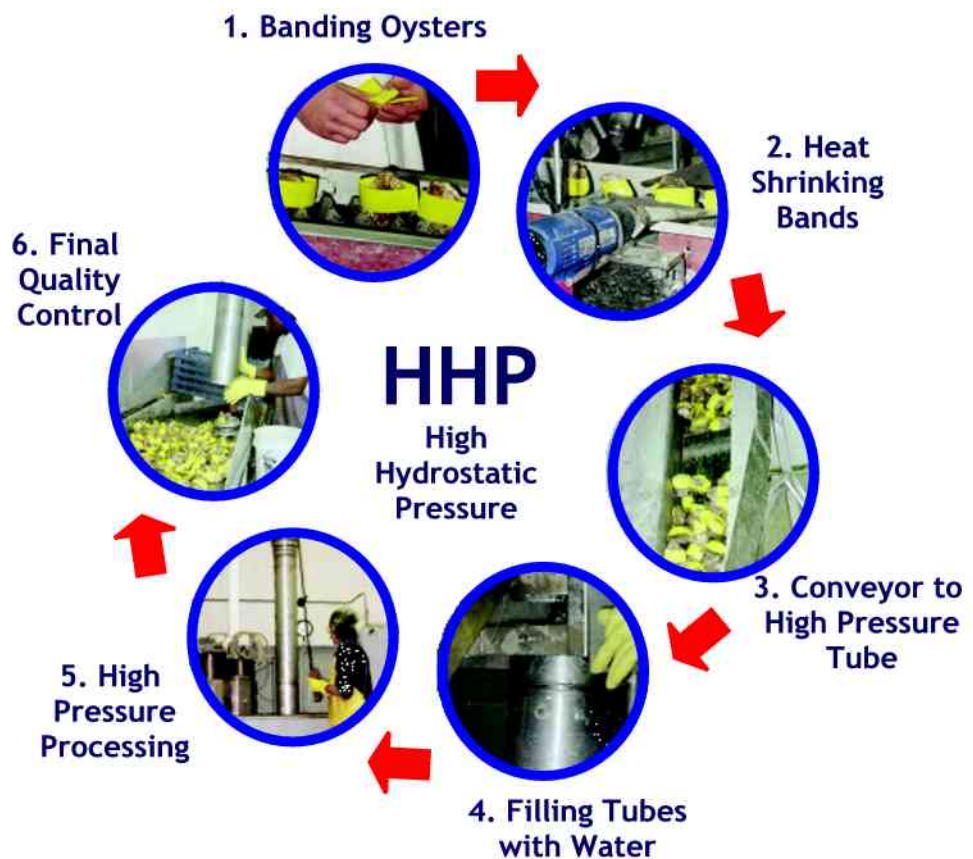 1. Banding Oysters
2. Heat
Shrinking
Bands
3. Conveyor to
High Pressure
Tube
4. Filling Tubes
with Water
5. High
Pressure
Processing
6. Final
Quality
Control
HHP
High
Hydrostatic
Pressure